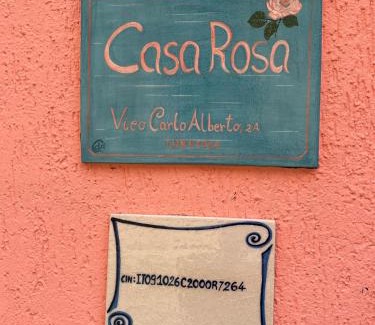 Casa Rosa
Vico Carlo Alberto, 2A
CIN:IT091026C2000R7264